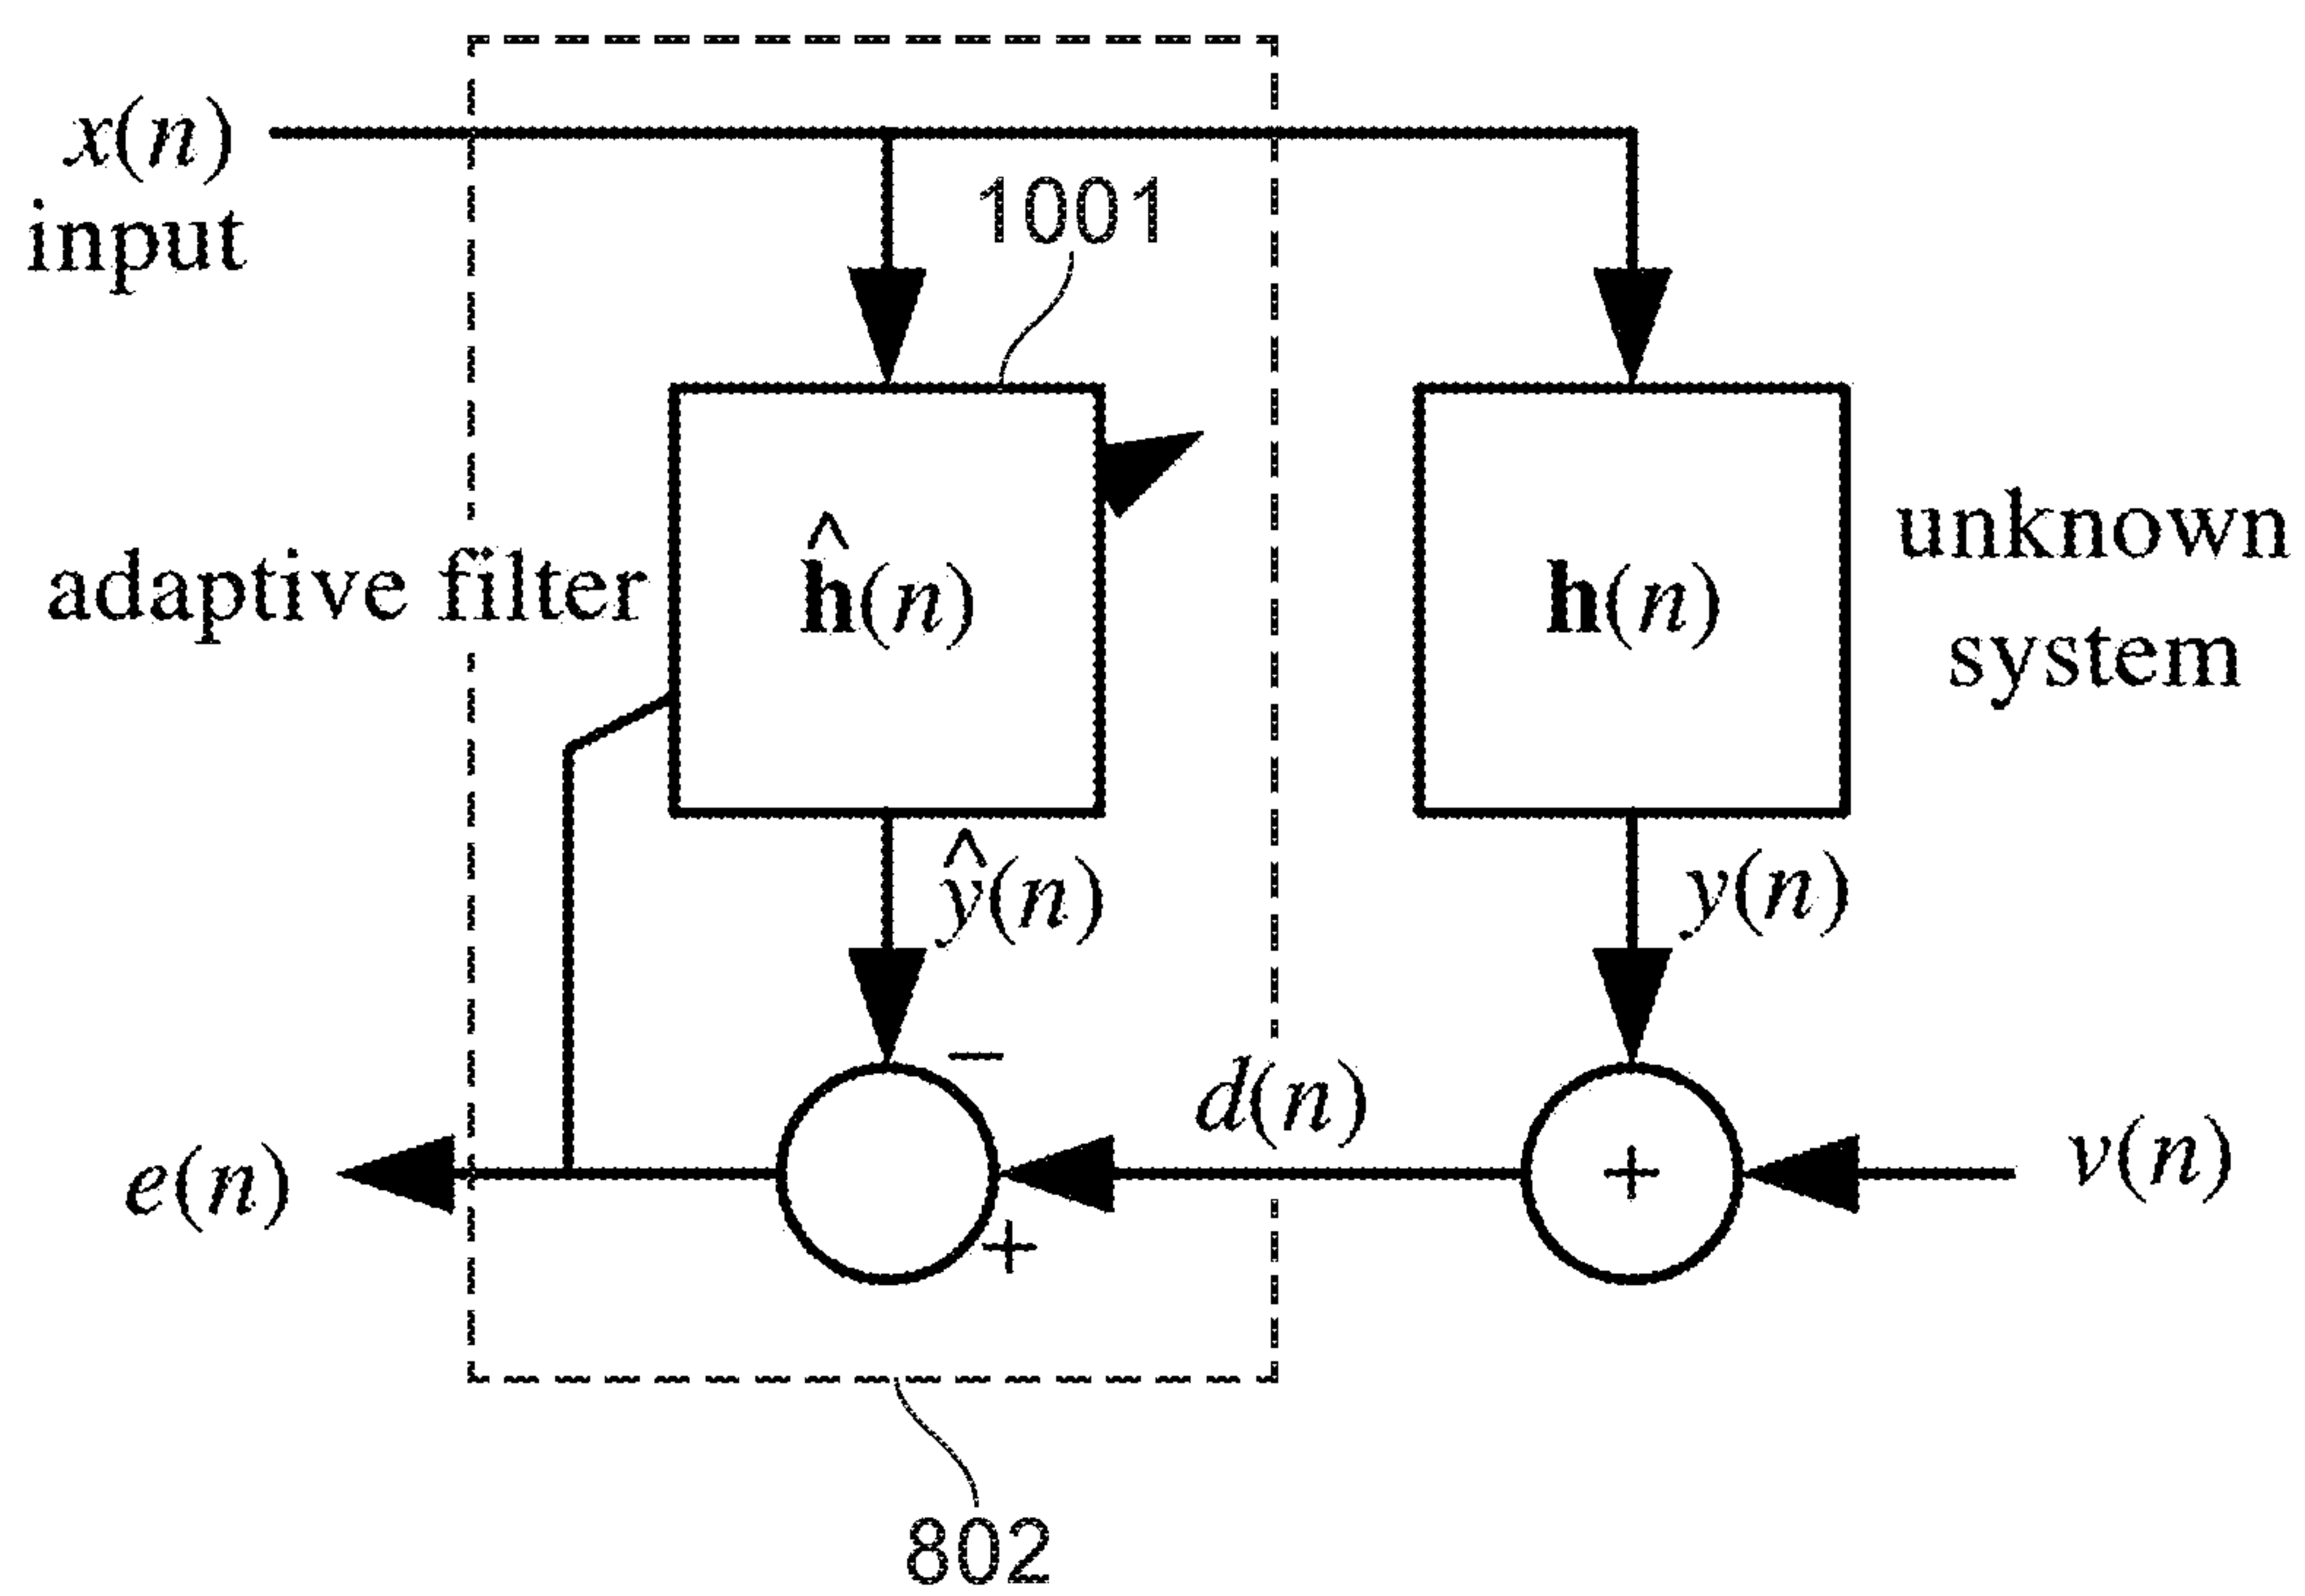 x(n)
input
1001
adaptive filter
ĥ(n)
h(n)
unknown
system
ŷ(n)
y(n)
−
d(n)
+
e(n)
v(n)
+
802